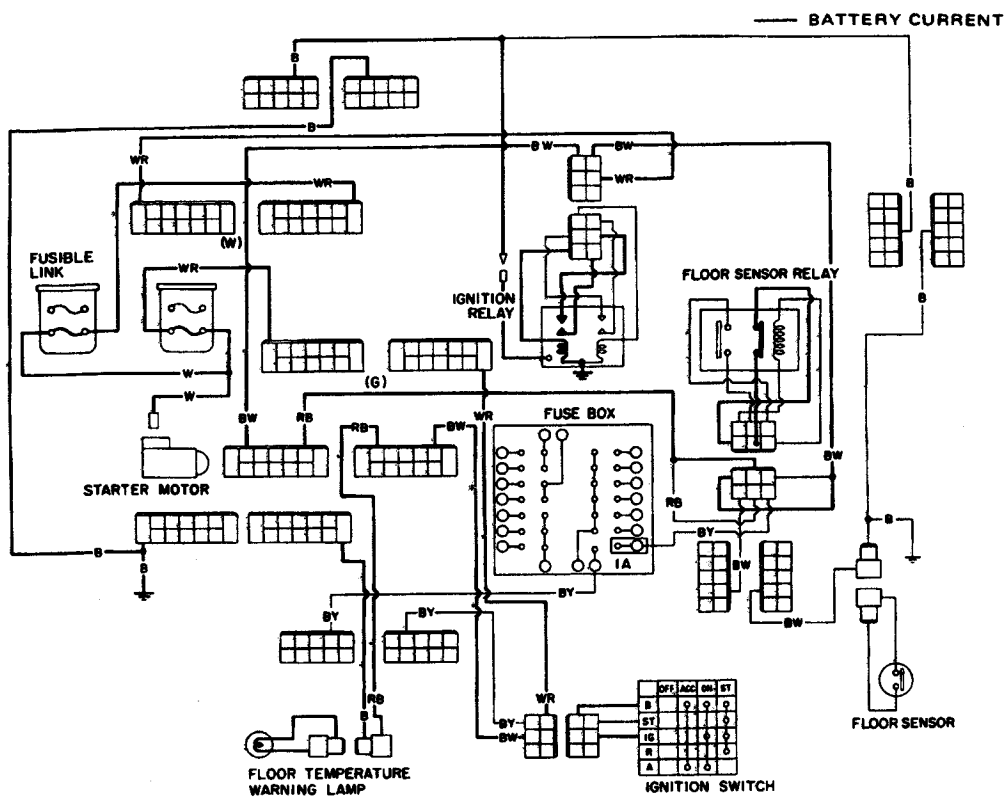 BATTERY CURRENT
B
B
B
BW
BW
WR
WR
WR
(W)
FUSIBLE
LINK
WR
IGNITION
RELAY
FLOOR SENSOR RELAY
B
B
W
W
(G)
BW
RB
WR
FUSE BOX
RB
BW
BW
STARTER MOTOR
RB
BY
B
B
B
1A
BW
BY
BY
BY
BW
RB
B
WR
BY
BW
OFF ACC ON ST
B
ST
IG
R
A
FLOOR SENSOR
FLOOR TEMPERATURE
WARNING LAMP
IGNITION SWITCH